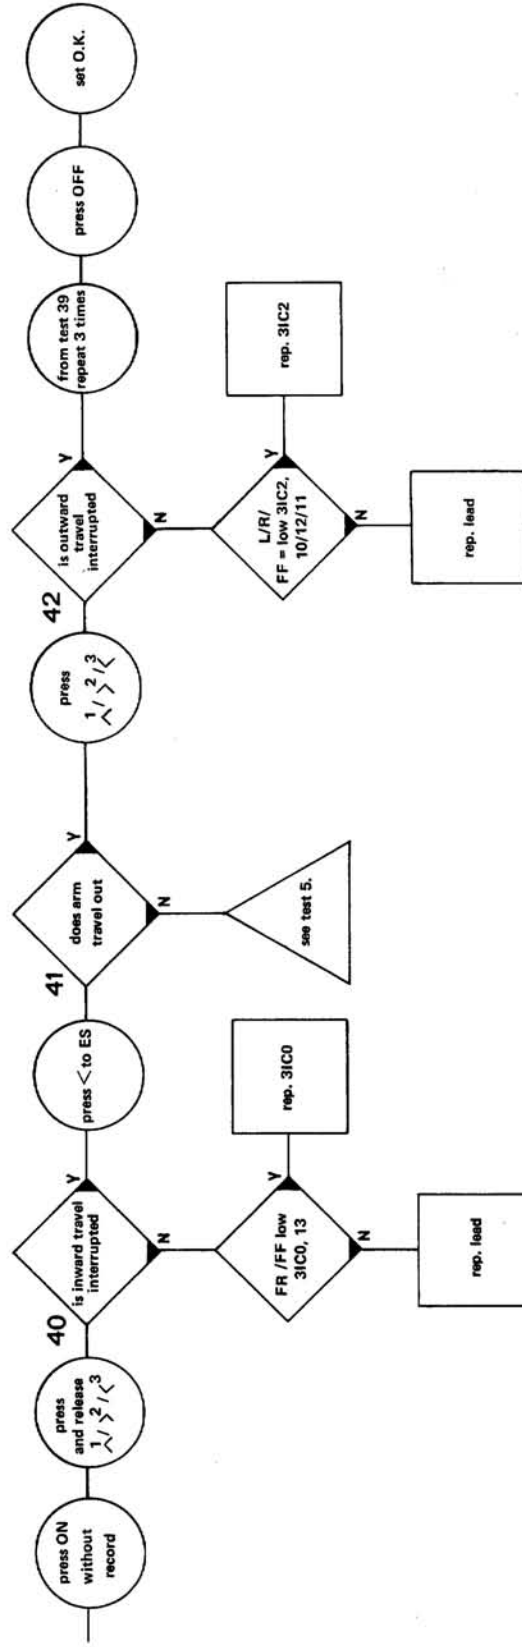 press ON
without
record
press
and release
^1/>2/<3
40
is inward travel
interrupted
Y
N
FR /FF low
3IC0, 13
Y
N
rep. 3IC0
rep. lead
press < to ES
41
does arm
travel out
Y
N
see test 5.
press
^1/>2/<3
42
is outward
travel
interrupted
Y
N
L/R/
FF = low 3IC2,
10/12/11
Y
N
rep. 3IC2
rep. lead
from test 39
repeat 3 times
press OFF
set O.K.